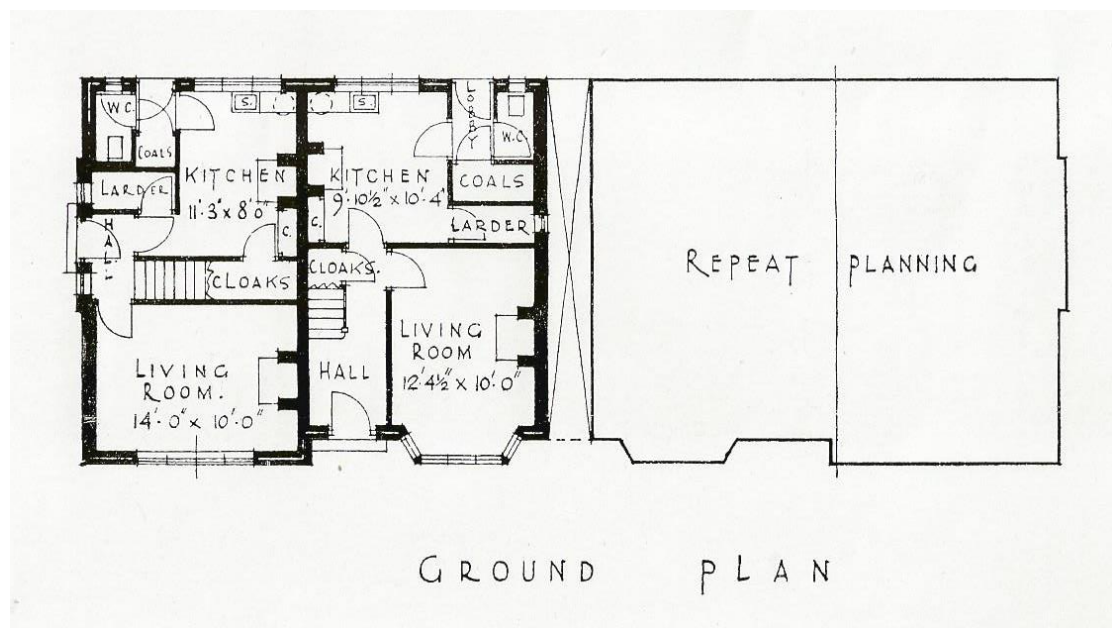 W.C.
S.
S.
LOBBY
W.C.
COALS
LARDER
KITCHEN
11'·3" x 8'·0"
KITCHEN
9'·10½" x 10'·4"
COALS
LARDER
HALL
C.
C.
CLOAKS
CLOAKS.
LIVING
ROOM.
14'·0" x 10'·0"
HALL
LIVING
ROOM
12'·4½" x 10'·0"
REPEAT PLANNING
GROUND PLAN